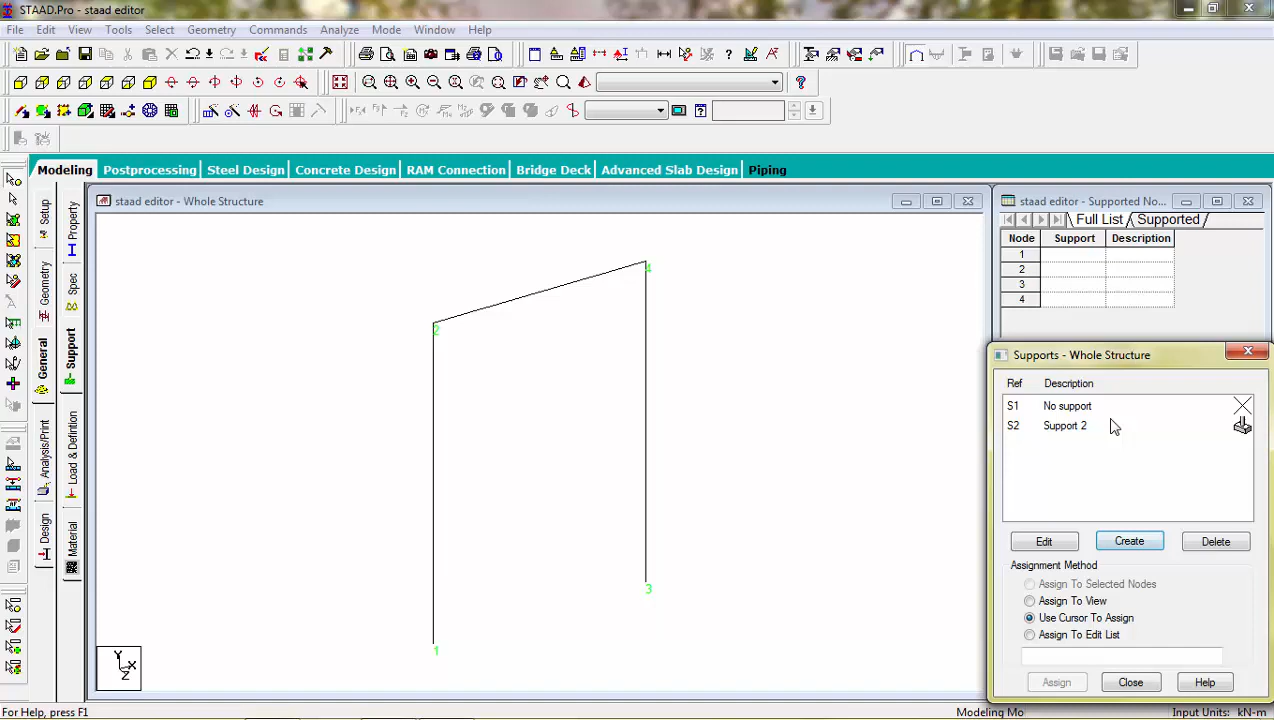 STAAD.Pro - staad editor
File Edit View Tools Select Geometry Commands Analyze Mode Window Help
Modeling Postprocessing Steel Design Concrete Design RAM Connection Bridge Deck Advanced Slab Design Piping
Setup
Geometry
General
Analysis/Print
Design
Property
Spec
Support
Load & Definition
Material
staad editor - Whole Structure
4
2
3
1
Y
X
Z
staad editor - Supported No...
Full List Supported
Node Support Description
1
2
3
4
Supports - Whole Structure
Ref Description
S1 No support
S2 Support 2
Edit Create Delete
Assignment Method
Assign To Selected Nodes
Assign To View
Use Cursor To Assign
Assign To Edit List
Assign Close Help
For Help, press F1 Modeling Mo Input Units: kN-m